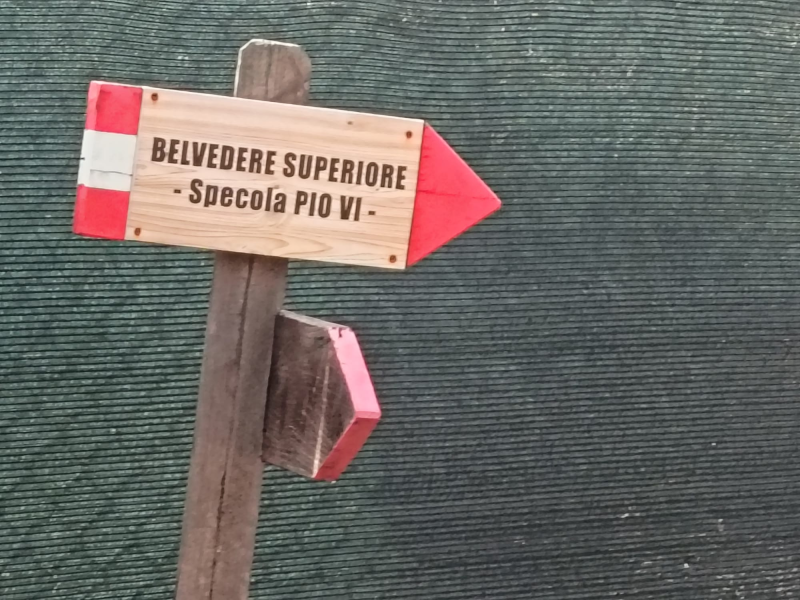 BELVEDERE SUPERIORE
- Specola PIO VI -